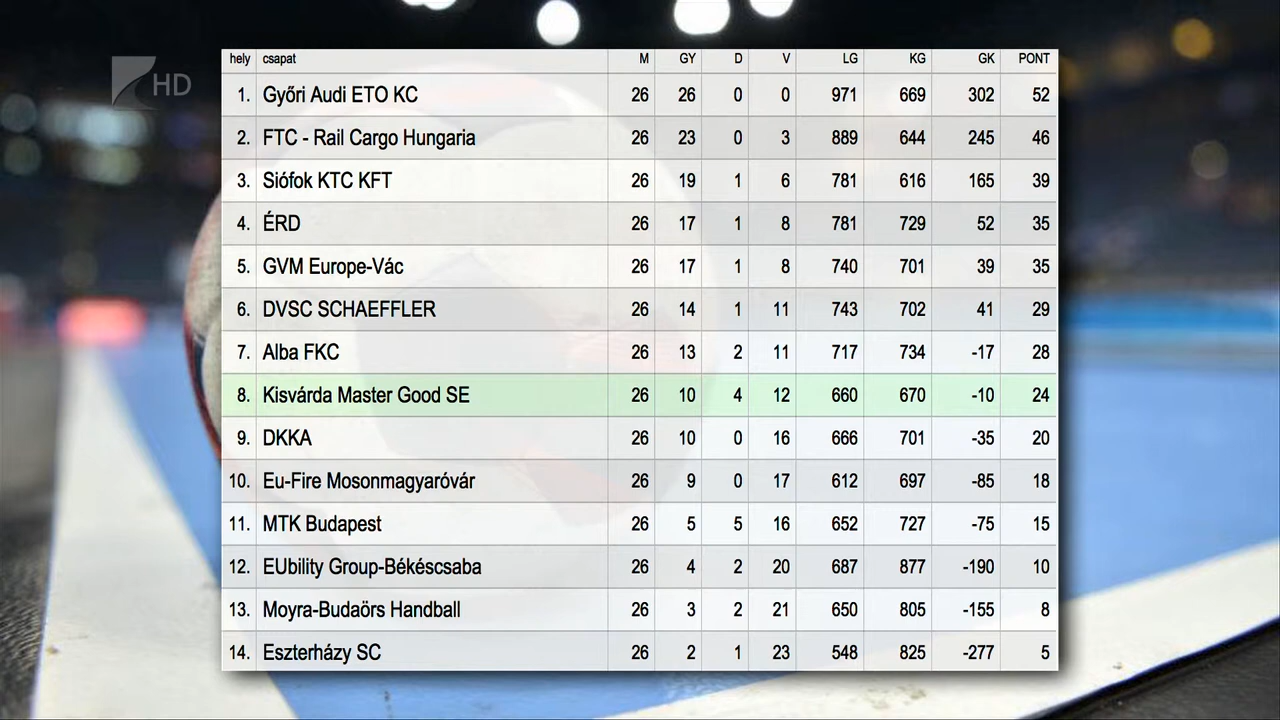 HD
hely csapat M GY D V LG KG GK PONT
1. Győri Audi ETO KC 26 26 0 0 971 669 302 52
2. FTC - Rail Cargo Hungaria 26 23 0 3 889 644 245 46
3. Siófok KTC KFT 26 19 1 6 781 616 165 39
4. ÉRD 26 17 1 8 781 729 52 35
5. GVM Europe-Vác 26 17 1 8 740 701 39 35
6. DVSC SCHAEFFLER 26 14 1 11 743 702 41 29
7. Alba FKC 26 13 2 11 717 734 -17 28
8. Kisvárda Master Good SE 26 10 4 12 660 670 -10 24
9. DKKA 26 10 0 16 666 701 -35 20
10. Eu-Fire Mosonmagyaróvár 26 9 0 17 612 697 -85 18
11. MTK Budapest 26 5 5 16 652 727 -75 15
12. EUbility Group-Békéscsaba 26 4 2 20 687 877 -190 10
13. Moyra-Budaörs Handball 26 3 2 21 650 805 -155 8
14. Eszterházy SC 26 2 1 23 548 825 -277 5